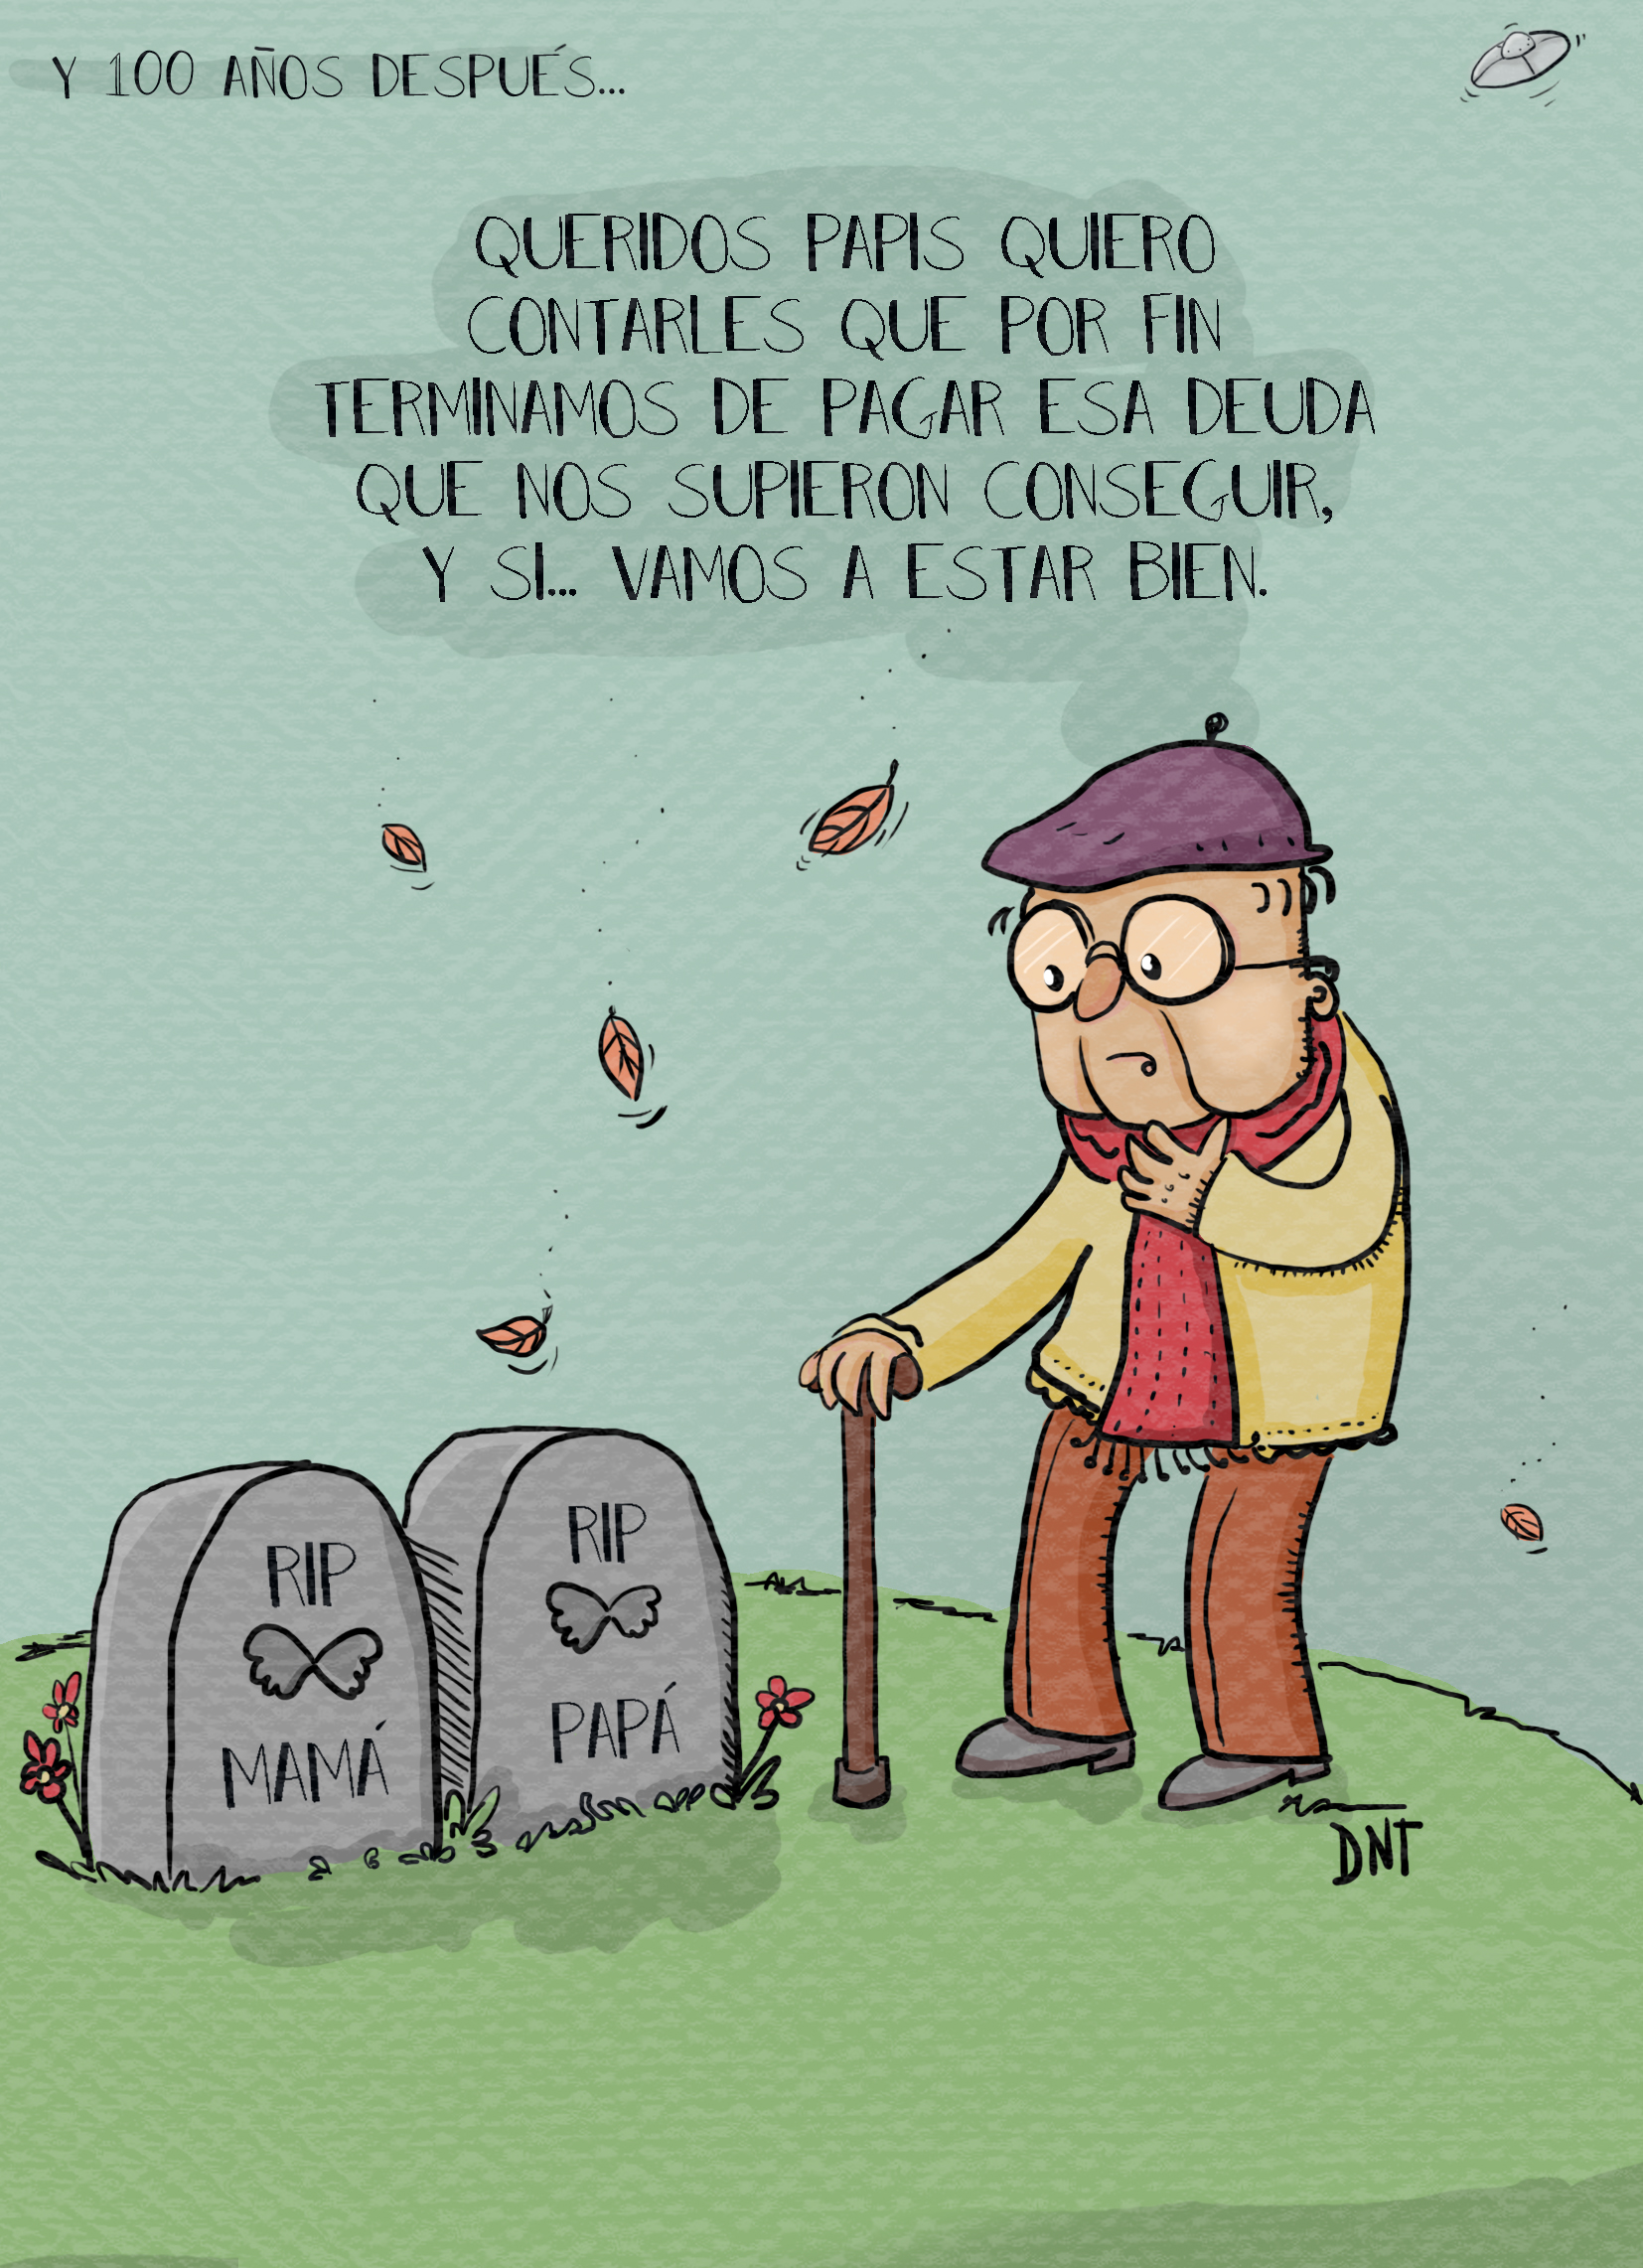 Y 100 AÑOS DESPUÉS...
QUERIDOS PAPIS QUIERO
CONTARLES QUE POR FIN
TERMINAMOS DE PAGAR ESA DEUDA
QUE NOS SUPIERON CONSEGUIR,
Y SI... VAMOS A ESTAR BIEN.
RIP
MAMÁ
RIP
PAPÁ
DNT